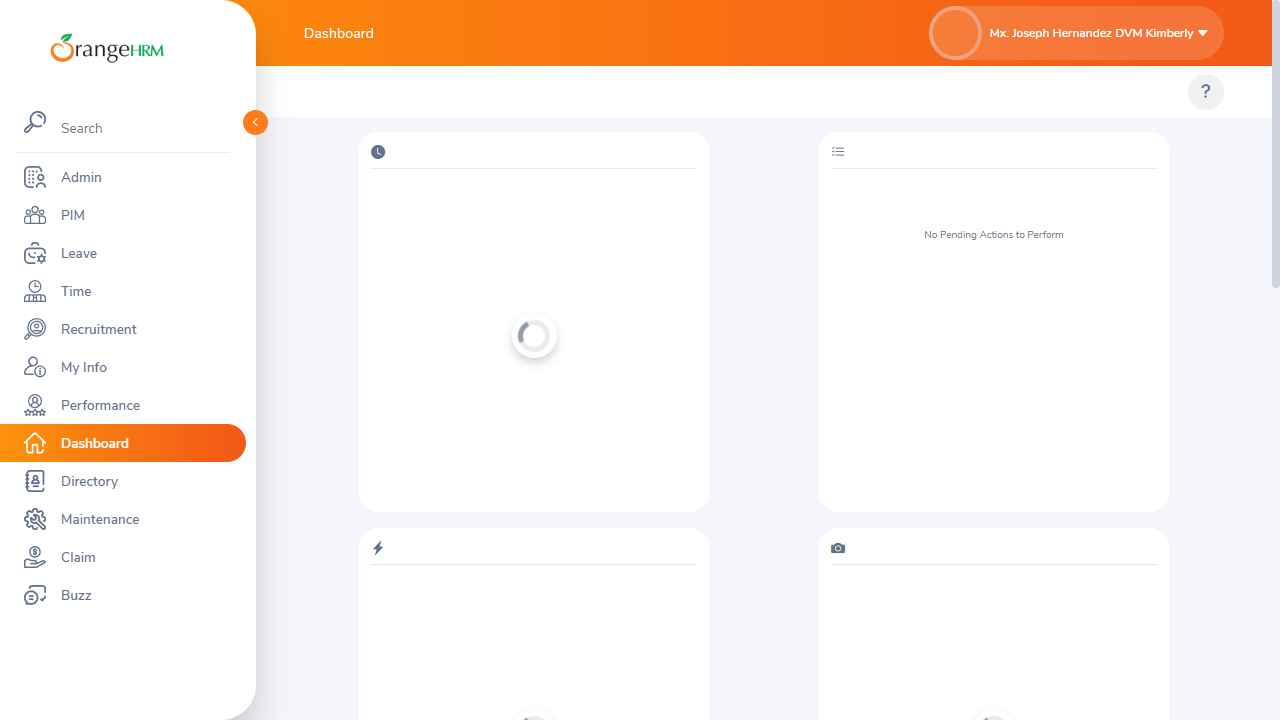 OrangeHRM
Dashboard
Mx. Joseph Hernandez DVM Kimberly
?
Search
Admin
PIM
Leave
Time
Recruitment
My Info
Performance
Dashboard
Directory
Maintenance
Claim
Buzz
No Pending Actions to Perform